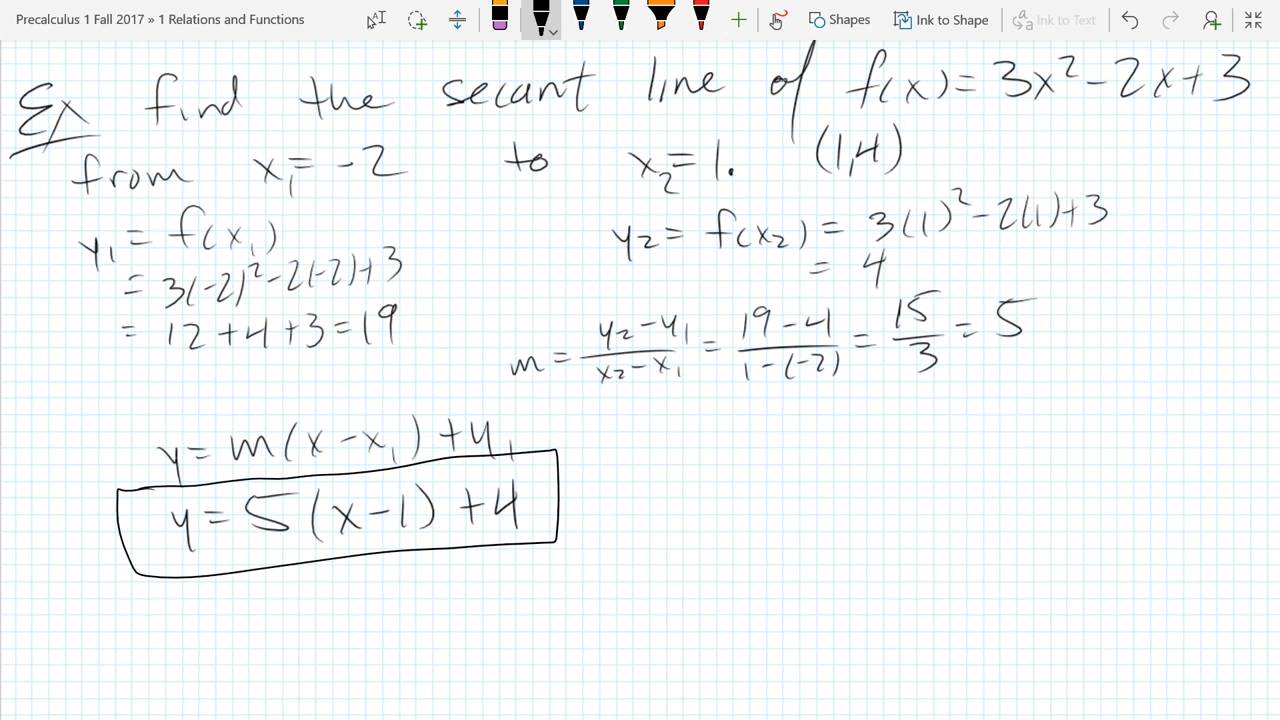 Precalculus 1 Fall 2017 » 1 Relatons and Functions
Shapes
Ink to Shape
Ink to Text
Ex find the secant line of f(x)=3x²-2x+3
from x₁=-2 to x₂=1. (1,4)
y₁=f(x₁)
=3(-2)²-2(-2)+3
=12+4+3=19
y₂=f(x₂)=3(1)²-2(1)+3
=4
m=(y₂-y₁)/(x₂-x₁)=(19-4)/(1-(-2))=15/3=5
y=m(x-x₁)+y₁
y=5(x-1)+4